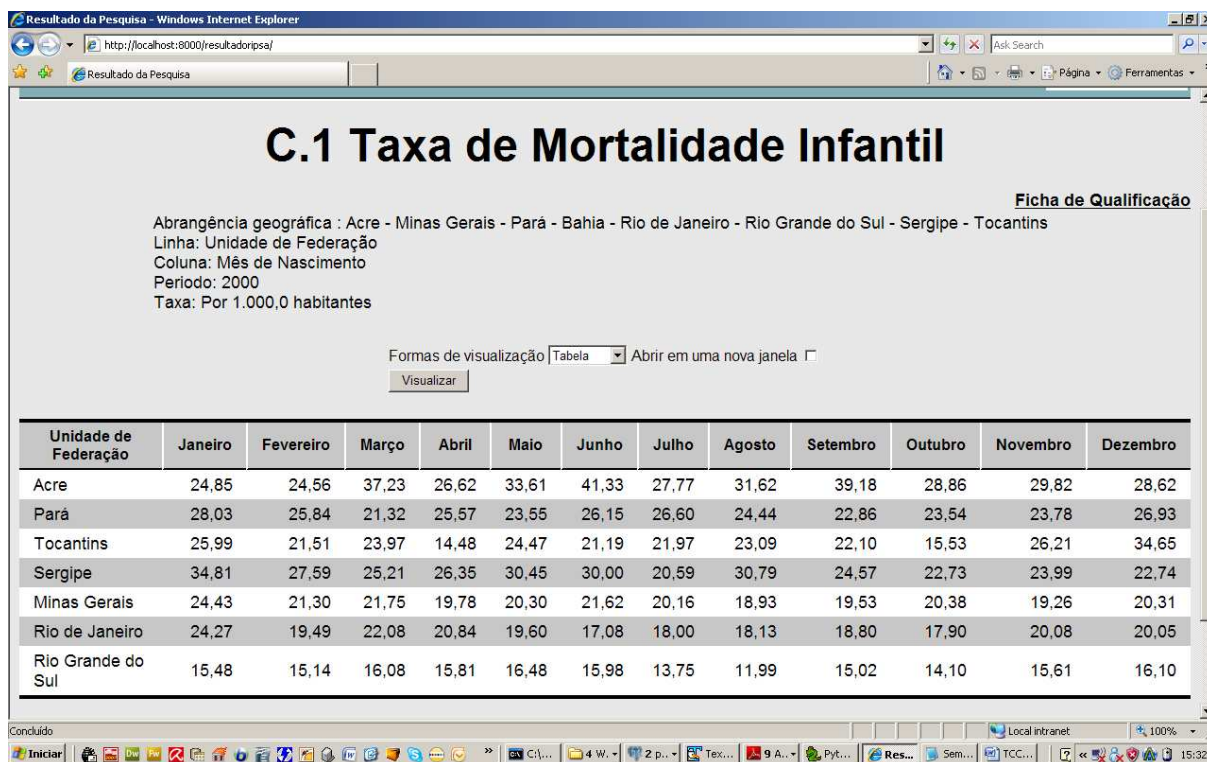 Resultado da Pesquisa - Windows Internet Explorer
http://localhost:8000/resultadoripsa/
Ask Search
Resultado da Pesquisa
Página
Ferramentas
C.1 Taxa de Mortalidade Infantil
Ficha de Qualificação
Abrangência geográfica : Acre - Minas Gerais - Pará - Bahia - Rio de Janeiro - Rio Grande do Sul - Sergipe - Tocantins
Linha: Unidade de Federação
Coluna: Mês de Nascimento
Periodo: 2000
Taxa: Por 1.000,0 habitantes
Formas de visualização Tabela Abrir em uma nova janela
Visualizar
Unidade de Federação Janeiro Fevereiro Março Abril Maio Junho Julho Agosto Setembro Outubro Novembro Dezembro
Acre 24,85 24,56 37,23 26,62 33,61 41,33 27,77 31,62 39,18 28,86 29,82 28,62
Pará 28,03 25,84 21,32 25,57 23,55 26,15 26,60 24,44 22,86 23,54 23,78 26,93
Tocantins 25,99 21,51 23,97 14,48 24,47 21,19 21,97 23,09 22,10 15,53 26,21 34,65
Sergipe 34,81 27,59 25,21 26,35 30,45 30,00 20,59 30,79 24,57 22,73 23,99 22,74
Minas Gerais 24,43 21,30 21,75 19,78 20,30 21,62 20,16 18,93 19,53 20,38 19,26 20,31
Rio de Janeiro 24,27 19,49 22,08 20,84 19,60 17,08 18,00 18,13 18,80 17,90 20,08 20,05
Rio Grande do Sul 15,48 15,14 16,08 15,81 16,48 15,98 13,75 11,99 15,02 14,10 15,61 16,10
Concluído
Local intranet
100%
Iniciar C:\... 4 W. 2 p.. Tex... 9 A.. Pyt... Res... Sem... TCC... 15:32